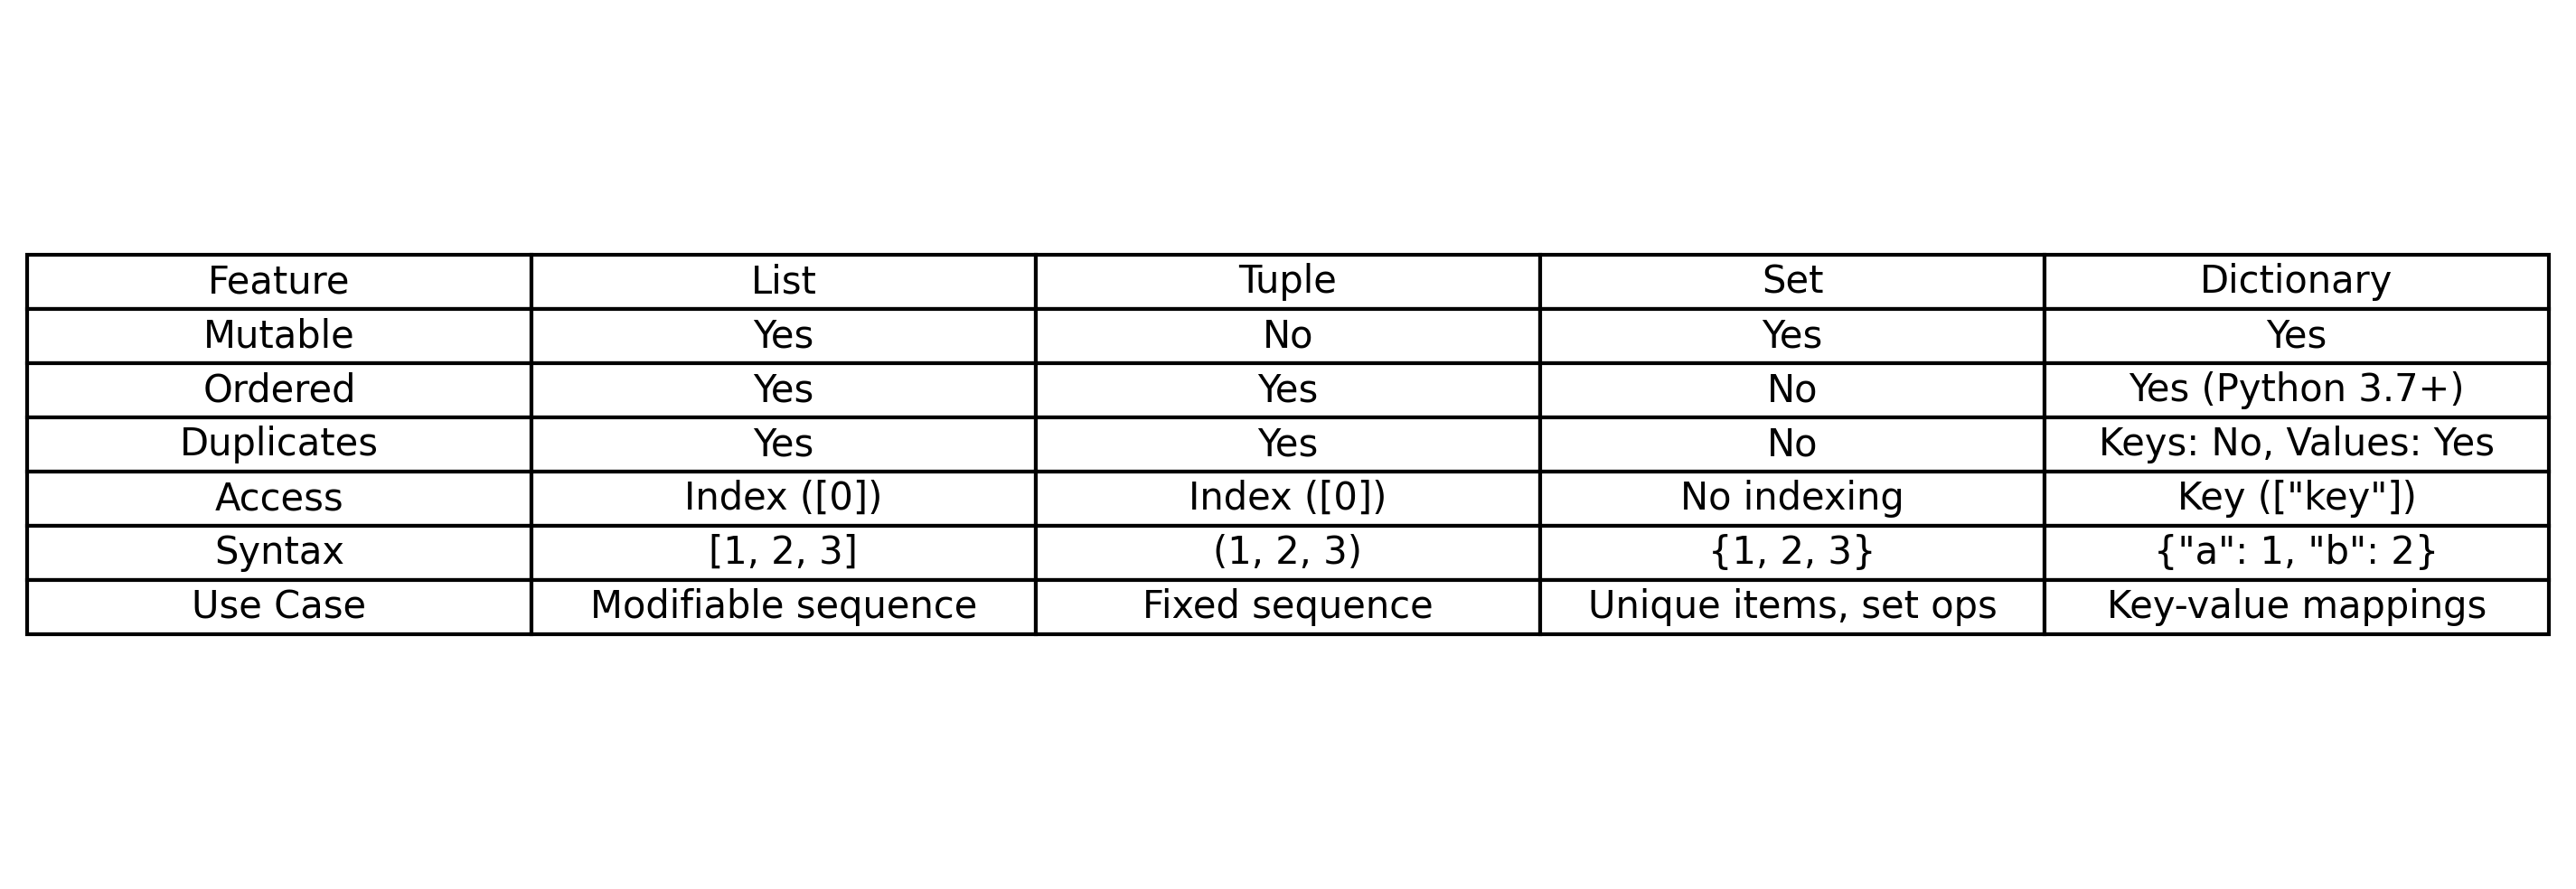 Feature List Tuple Set Dictionary
Mutable Yes No Yes Yes
Ordered Yes Yes No Yes (Python 3.7+)
Duplicates Yes Yes No Keys: No, Values: Yes
Access Index ([0]) Index ([0]) No indexing Key (["key"])
Syntax [1, 2, 3] (1, 2, 3) {1, 2, 3} {"a": 1, "b": 2}
Use Case Modifiable sequence Fixed sequence Unique items, set ops Key-value mappings